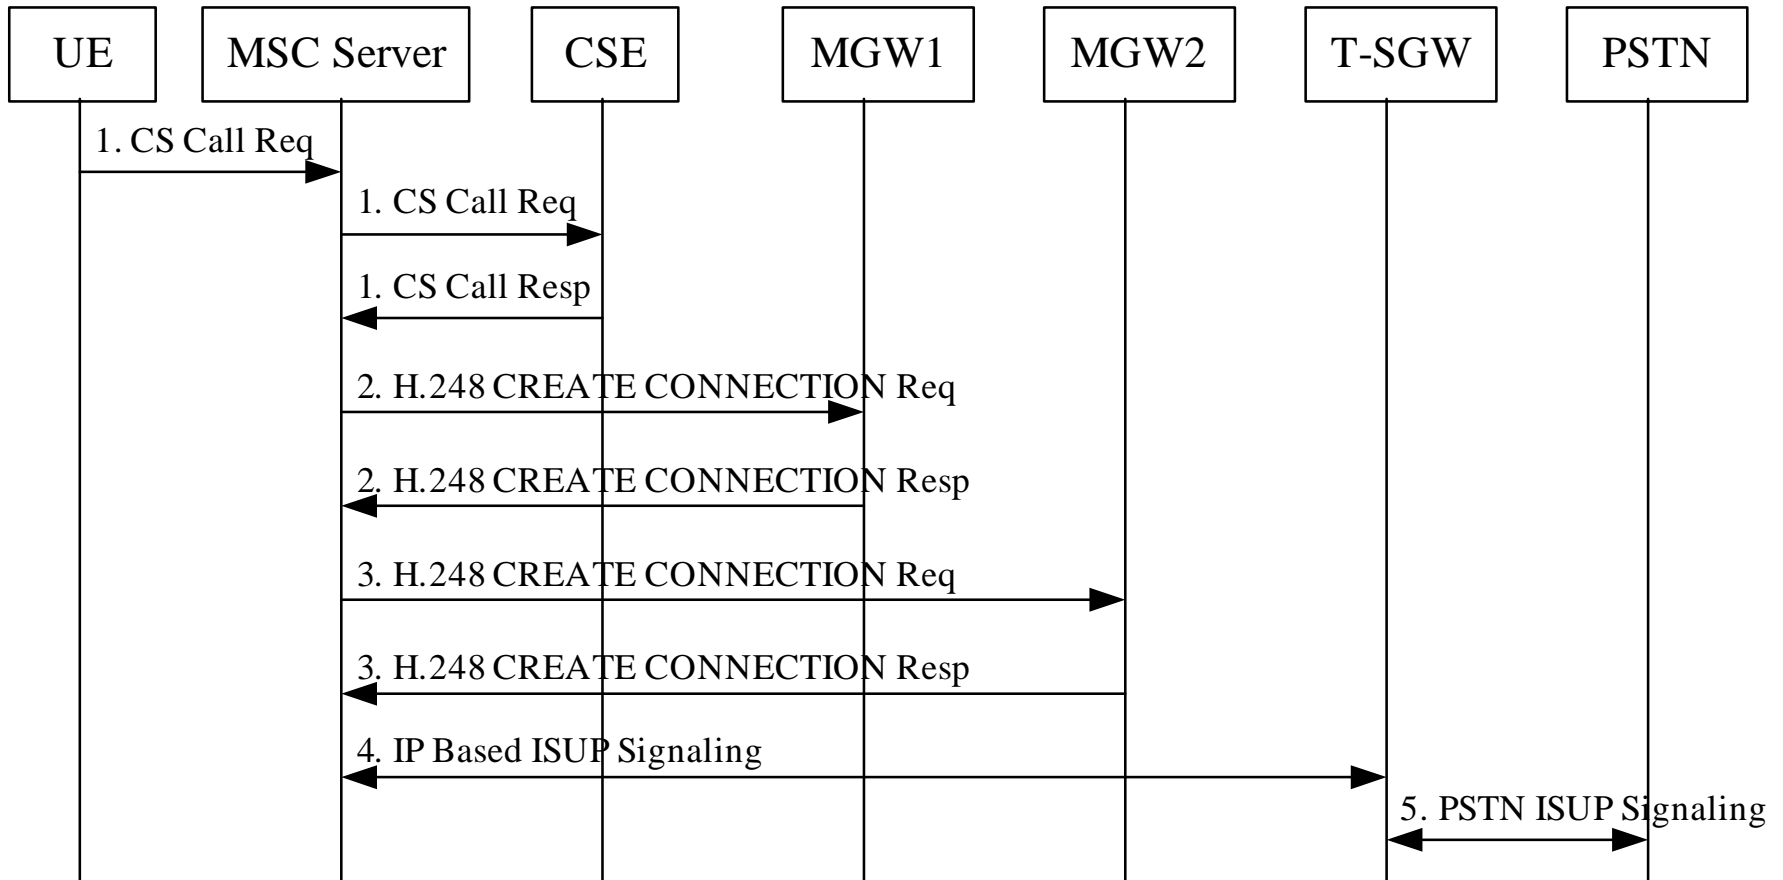 UE
MSC Server
CSE
MGW1
MGW2
T-SGW
PSTN
1. CS Call Req
1. CS Call Req
1. CS Call Resp
2. H.248 CREATE CONNECTION Req
2. H.248 CREATE CONNECTION Resp
3. H.248 CREATE CONNECTION Req
3. H.248 CREATE CONNECTION Resp
4. IP Based ISUP Signaling
5. PSTN ISUP Signaling